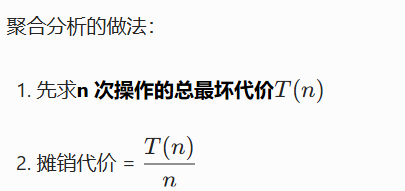 聚合分析的做法：
1. 先求n 次操作的总最坏代价T(n)
2. 摊销代价 = T(n)/n